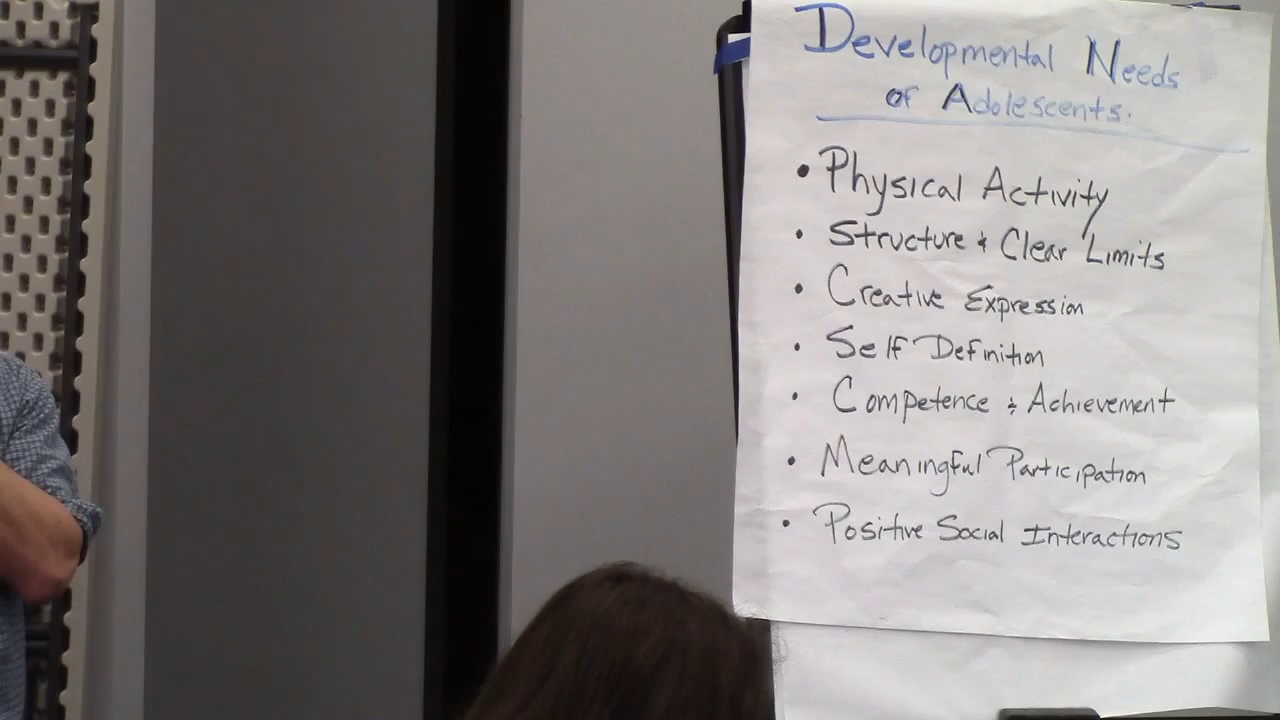 Developmental Needs
of Adolescents.
• Physical Activity
• Structure & Clear Limits
• Creative Expression
• Self Definition
• Competence & Achievement
• Meaningful Participation
• Positive Social Interactions